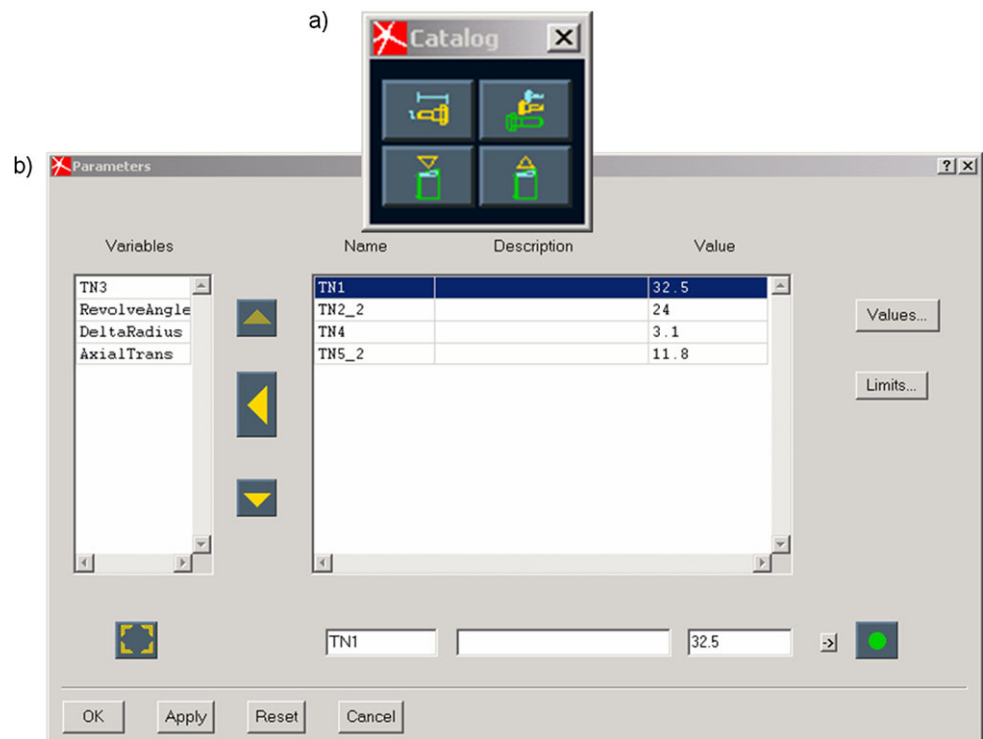 a)
Catalog
b)
Parameters
Variables Name Description Value
TN3
RevolveAngle
DeltaRadius
AxialTrans
TN1 32.5
TN2_2 24
TN4 3.1
TN5_2 11.8
Values...
Limits...
TN1 32.5 ->
OK Apply Reset Cancel